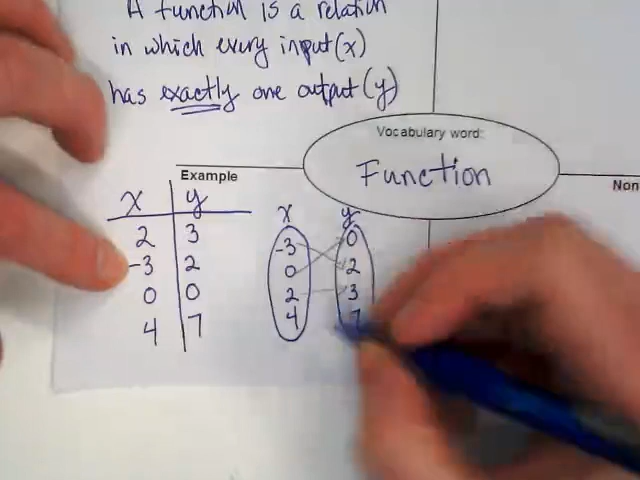 A function is a relation
in which every input(x)
has exactly one output(y)
Vocabulary word:
Function
Example
Non
x y
2 3
-3 2
0 0
4 7
x y
-3 0
0 2
2 3
4 7